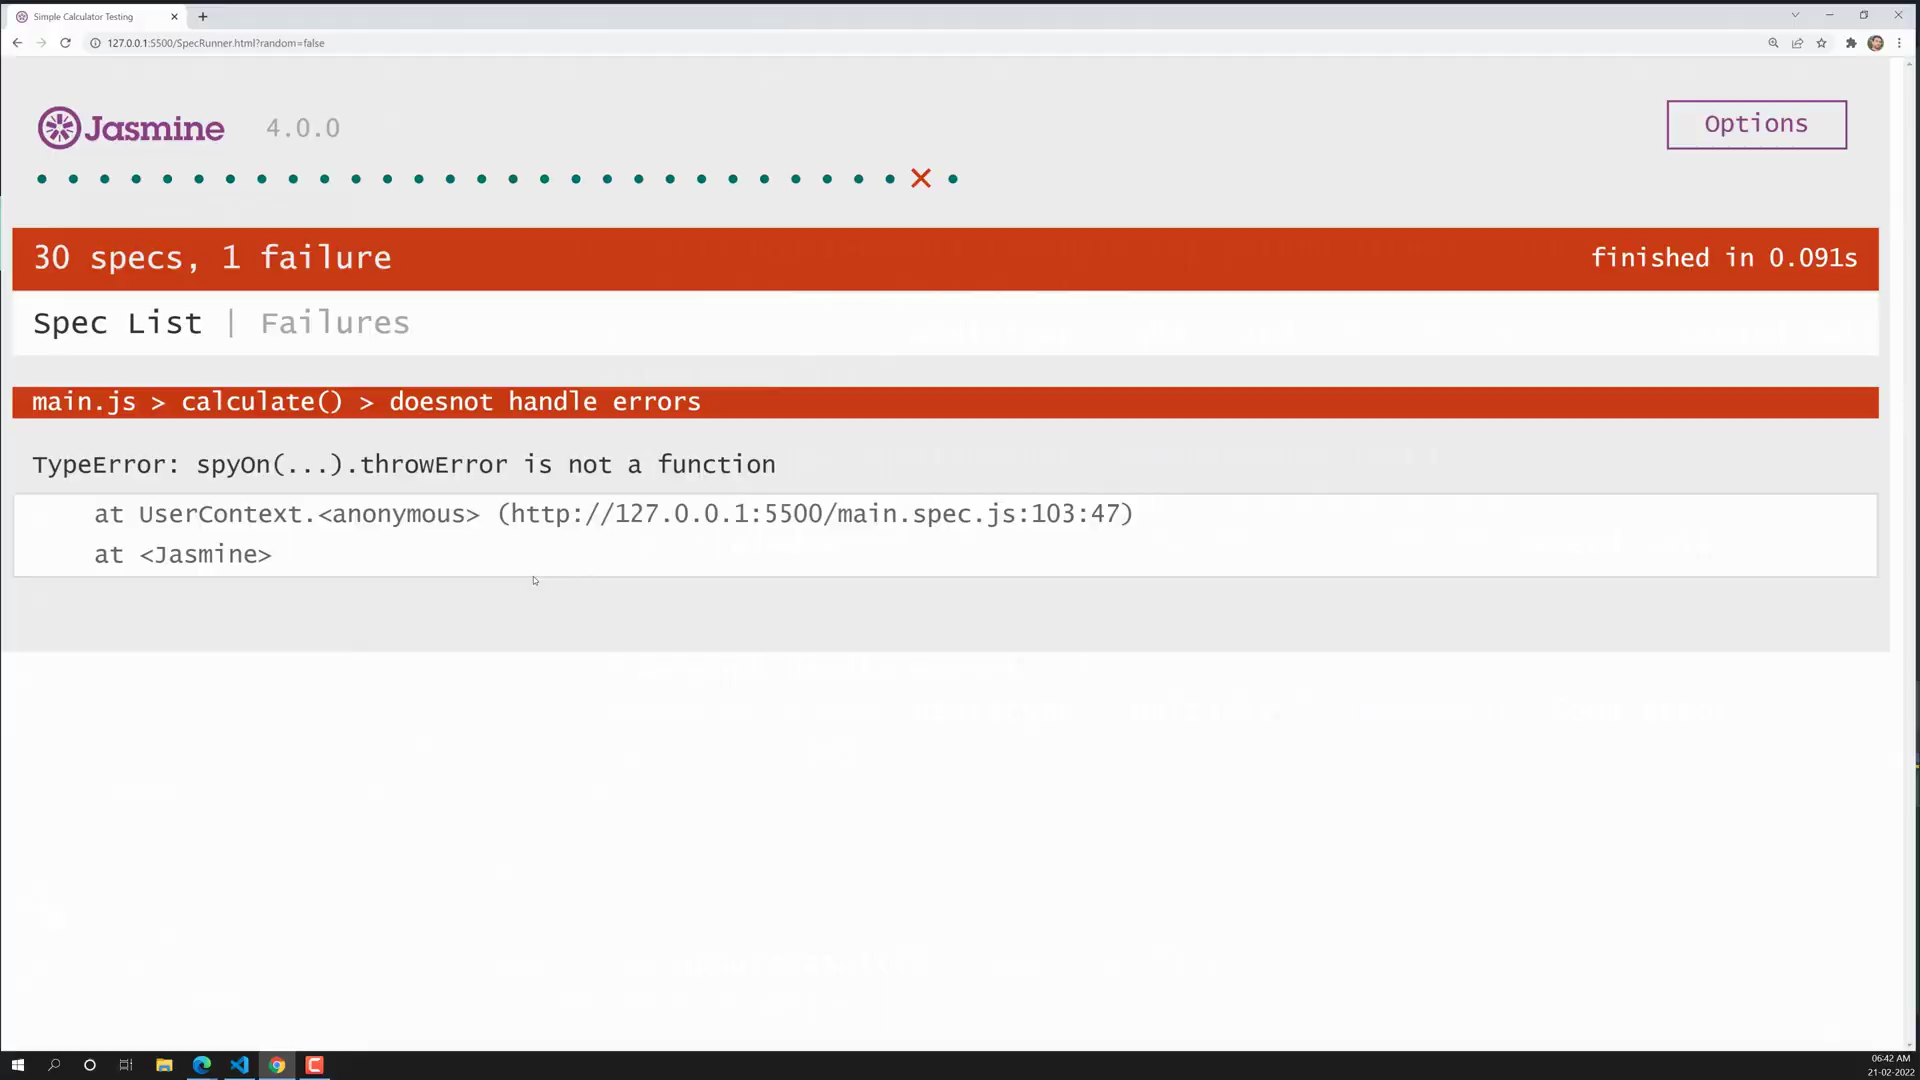 Simple Calculator Testing
127.0.0.1:5500/SpecRunner.html?random=false
Jasmine 4.0.0
Options
30 specs, 1 failure
finished in 0.091s
Spec List | Failures
main.js > calculate() > doesnot handle errors
TypeError: spyOn(...).throwError is not a function
at UserContext.<anonymous> (http://127.0.0.1:5500/main.spec.js:103:47)
at <Jasmine>
06:42 AM
21-02-2022